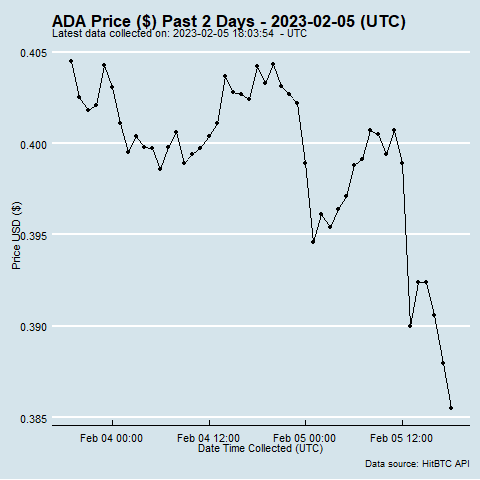 ADA Price ($) Past 2 Days - 2023-02-05 (UTC)
Latest data collected on: 2023-02-05 18:03:54 - UTC
0.405
0.400
0.395
0.390
0.385
Price USD ($)
Feb 04 00:00 Feb 04 12:00 Feb 05 00:00 Feb 05 12:00
Date Time Collected (UTC)
Data source: HitBTC API